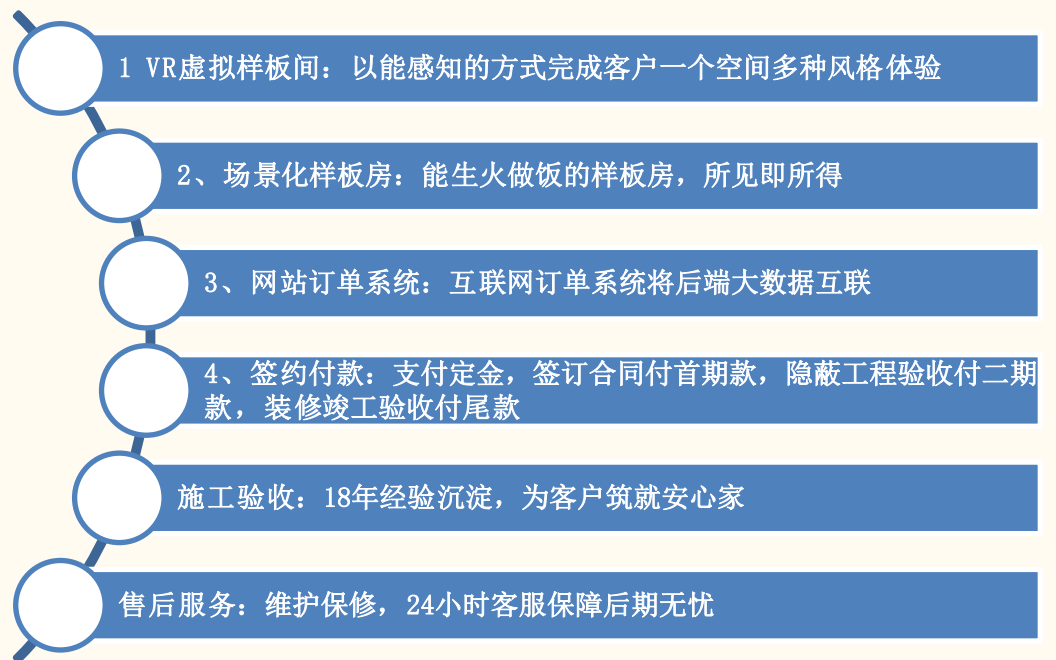 1 VR虚拟样板间：以能感知的方式完成客户一个空间多种风格体验
2、场景化样板房：能生火做饭的样板房，所见即所得
3、网站订单系统：互联网订单系统将后端大数据互联
4、签约付款：支付定金，签订合同付首期款，隐蔽工程验收付二期
款，装修竣工验收付尾款
施工验收：18年经验沉淀，为客户筑就安心家
售后服务：维护保修，24小时客服保障后期无忧